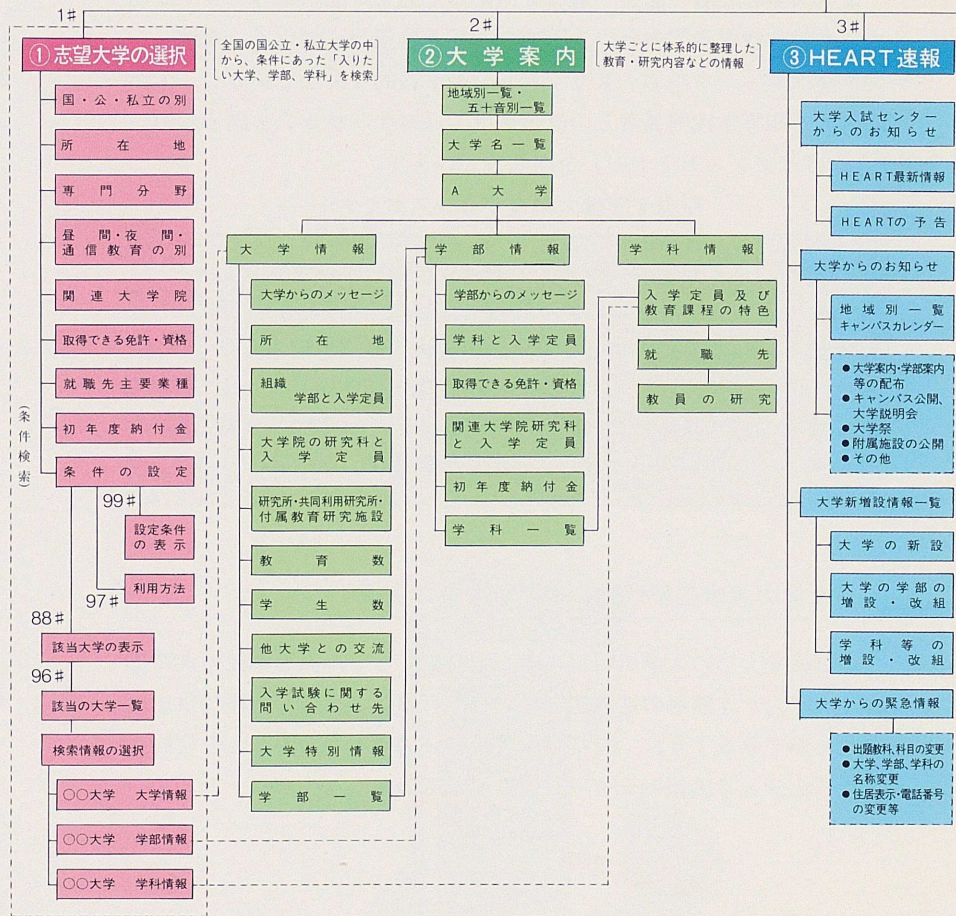 1#
① 志望大学の選択
全国の国公立・私立大学の中
から、条件にあった「入りた
い大学、学部、学科」を検索
国・公・私立の別
所在地
専門分野
昼間・夜間・
通信教育の別
関連大学院
取得できる免許・資格
就職先主要業種
初年度納付金
条件の設定
(条件検索)
99#
設定条件
の表示
97#
利用方法
88#
該当大学の表示
96#
該当の大学一覧
検索情報の選択
○○大学 大学情報
○○大学 学部情報
○○大学 学科情報
2#
② 大学案内
大学ごとに体系的に整理した
教育・研究内容などの情報
地域別一覧・
五十音別一覧
大学名一覧
A大学
大学情報
大学からのメッセージ
所在地
組織
学部と入学定員
大学院の研究科と
入学定員
研究所・共同利用研究所・
付属教育研究施設
教育数
学生数
他大学との交流
入学試験に関する
問い合わせ先
大学特別情報
学部一覧
学部情報
学部からのメッセージ
学科と入学定員
取得できる免許・資格
関連大学院研究科
と入学定員
初年度納付金
学科一覧
学科情報
入学定員及び
教育課程の特色
就職先
教員の研究
3#
③ HEART速報
大学入試センター
からのお知らせ
HEART最新情報
HEARTの予告
大学からのお知らせ
地域別一覧
キャンパスカレンダー
●大学案内・学部案内
等の配布
●キャンパス公開、
大学説明会
●大学祭
●附属施設の公開
●その他
大学新増設情報一覧
大学の新設
大学の学部の
増設・改組
学科等の
増設・改組
大学からの緊急情報
●出題教科、科目の変更
●大学、学部、学科の
名称変更
●住居表示・電話番号
の変更等